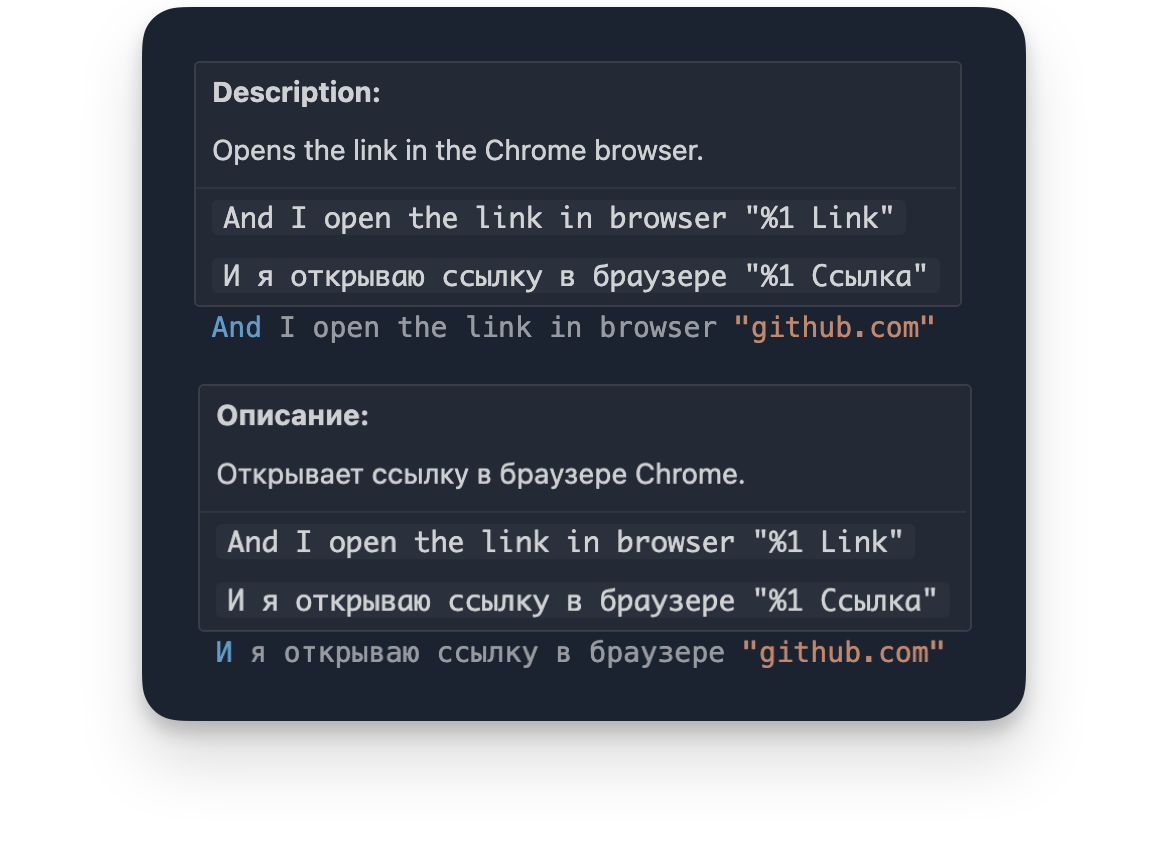 Description:
Opens the link in the Chrome browser.
And I open the link in browser "%1 Link"
И я открываю ссылку в браузере "%1 Ссылка"
And I open the link in browser "github.com"
Описание:
Открывает ссылку в браузере Chrome.
And I open the link in browser "%1 Link"
И я открываю ссылку в браузере "%1 Ссылка"
И я открываю ссылку в браузере "github.com"